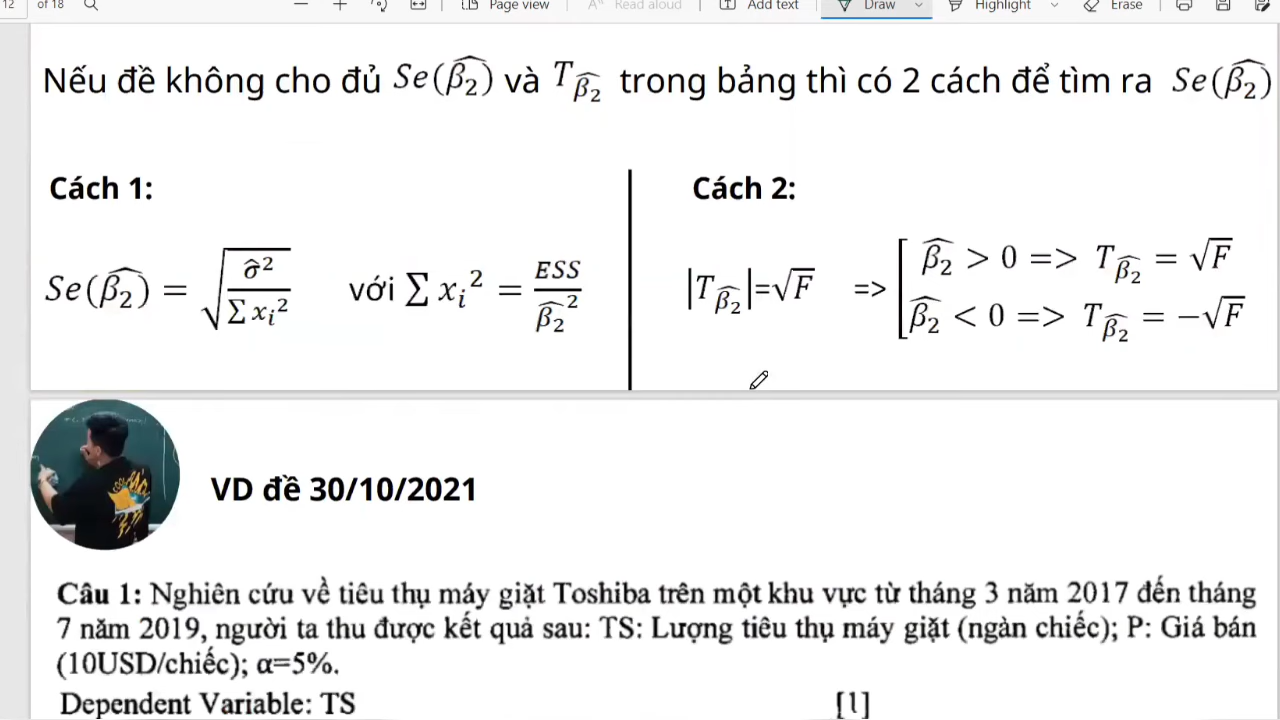 12 of 18 Page view Read aloud Add text Draw Highlight Erase
Nếu đề không cho đủ Se(β̂₂) và T_β̂₂ trong bảng thì có 2 cách để tìm ra Se(β̂₂)
Cách 1:
Se(β̂₂) = √(σ̂²/∑xᵢ²) với ∑xᵢ² = ESS/β̂₂²
Cách 2:
|T_β̂₂|=√F => [ β̂₂ > 0 => T_β̂₂ = √F
β̂₂ < 0 => T_β̂₂ = −√F
VD đề 30/10/2021
Câu 1: Nghiên cứu về tiêu thụ máy giặt Toshiba trên một khu vực từ tháng 3 năm 2017 đến tháng
7 năm 2019, người ta thu được kết quả sau: TS: Lượng tiêu thụ máy giặt (ngàn chiếc); P: Giá bán
(10USD/chiếc); α=5%.
Dependent Variable: TS [1]